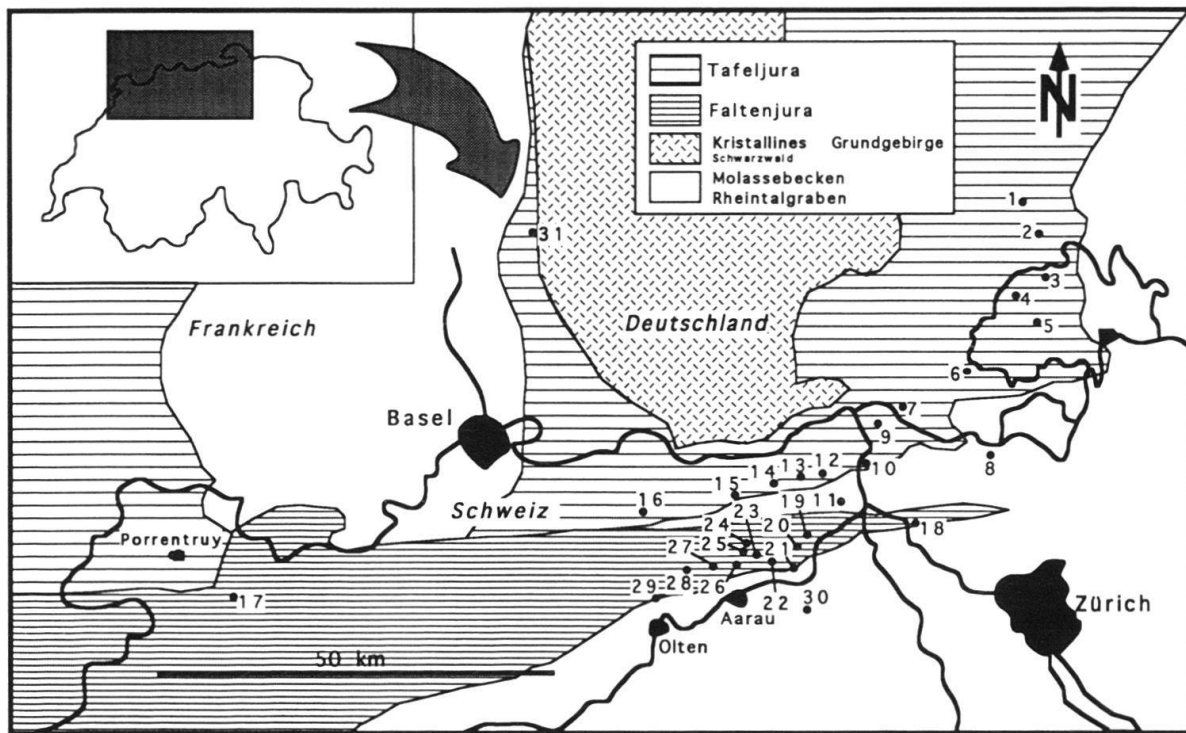 Tafeljura
Faltenjura
Kristallines Grundgebirge
Schwarzwald
Molassebecken
Rheintalgraben
N
1
2
31
3
4
Frankreich
Deutschland
5
6
7
Basel
9
8
10
14 13 12
15
16
Schweiz
23
19 11
24
20
18
25
21
Porrentruy
27
28
26
29
22
30
17
Aarau
Zürich
Olten
50 km